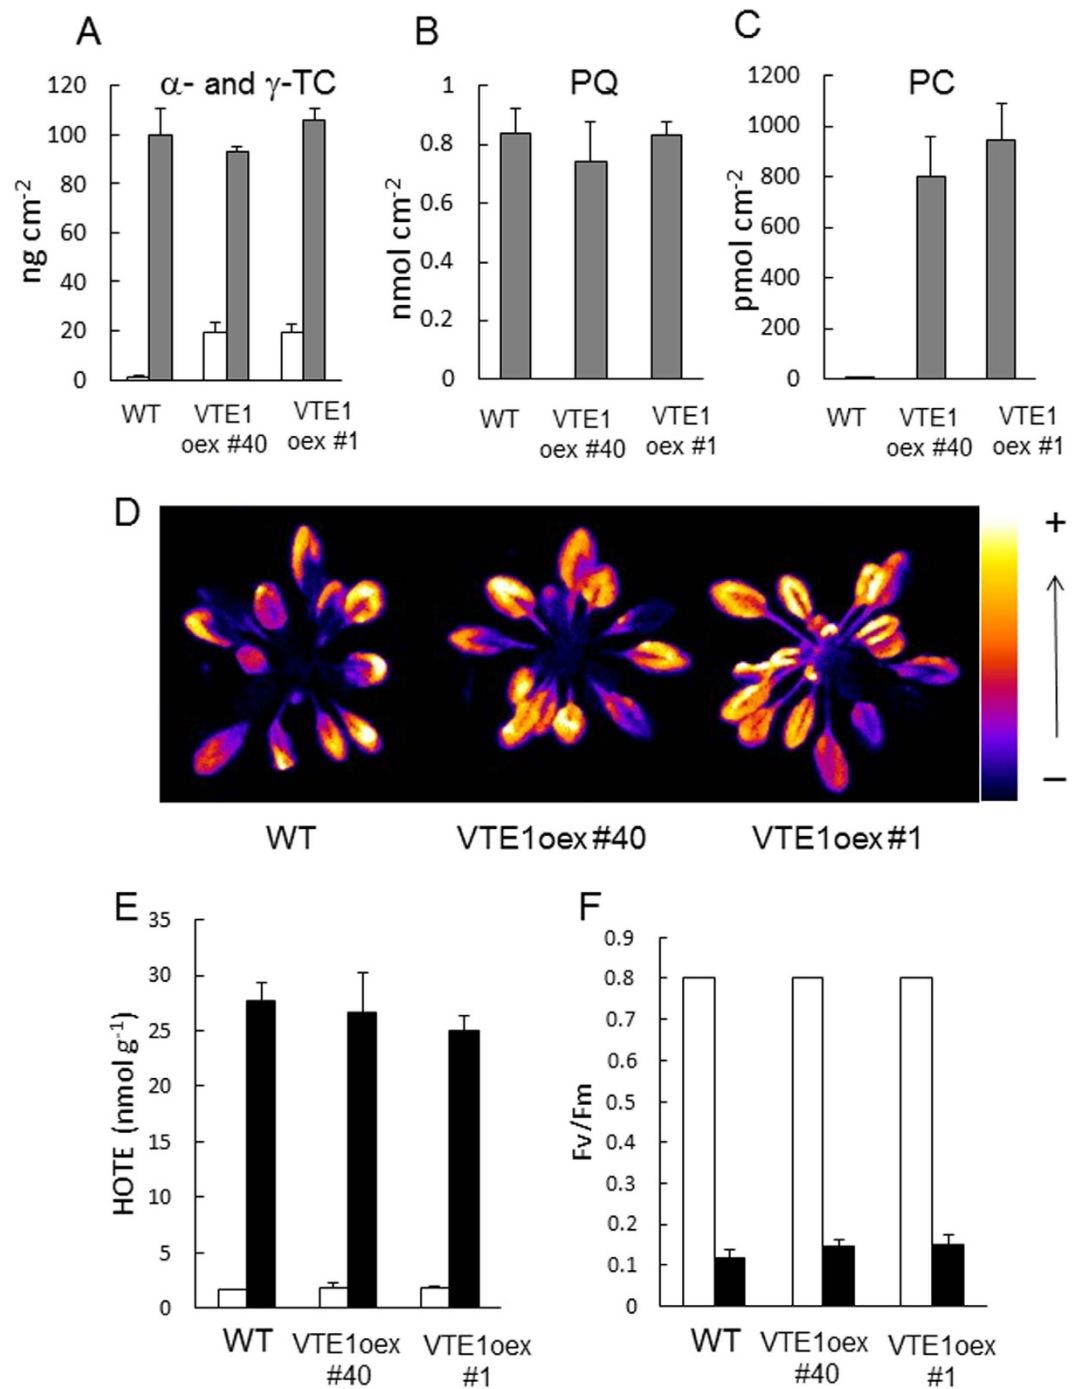 A
α- and γ-TC
120
100
80
60
40
20
0
ng cm-2
WT
VTE1
oex #40
VTE1
oex #1
B
PQ
1
0.8
0.6
0.4
0.2
0
nmol cm-2
WT
VTE1
oex #40
VTE1
oex #1
C
PC
1200
1000
800
600
400
200
0
pmol cm-2
WT
VTE1
oex #40
VTE1
oex #1
D
+
–
WT
VTE1oex #40
VTE1oex #1
E
35
30
25
20
15
10
5
0
HOTE (nmol g-1)
WT
VTE1oex
#40
VTE1oex
#1
F
0.9
0.8
0.7
0.6
0.5
0.4
0.3
0.2
0.1
0
Fv/Fm
WT
VTE1oex
#40
VTE1oex
#1